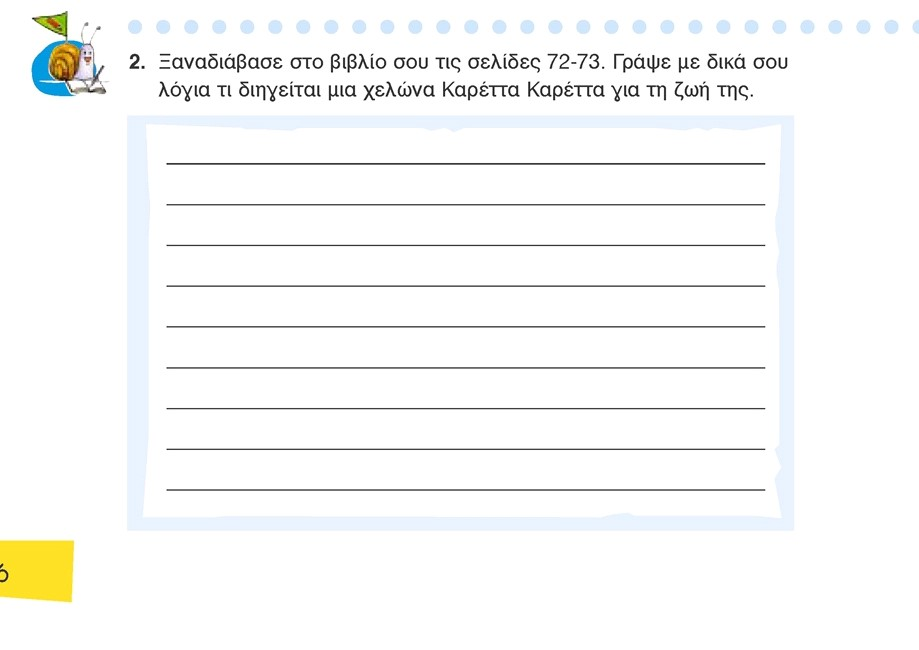 2. Ξαναδιάβασε στο βιβλίο σου τις σελίδες 72-73. Γράψε με δικά σου
λόγια τι διηγείται μια χελώνα Καρέττα Καρέττα για τη ζωή της.